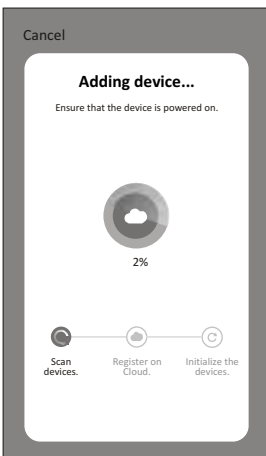 Cancel
Adding device...
Ensure that the device is powered on.
2%
Scan
devices.
Register on
Cloud.
Initialize the
devices.